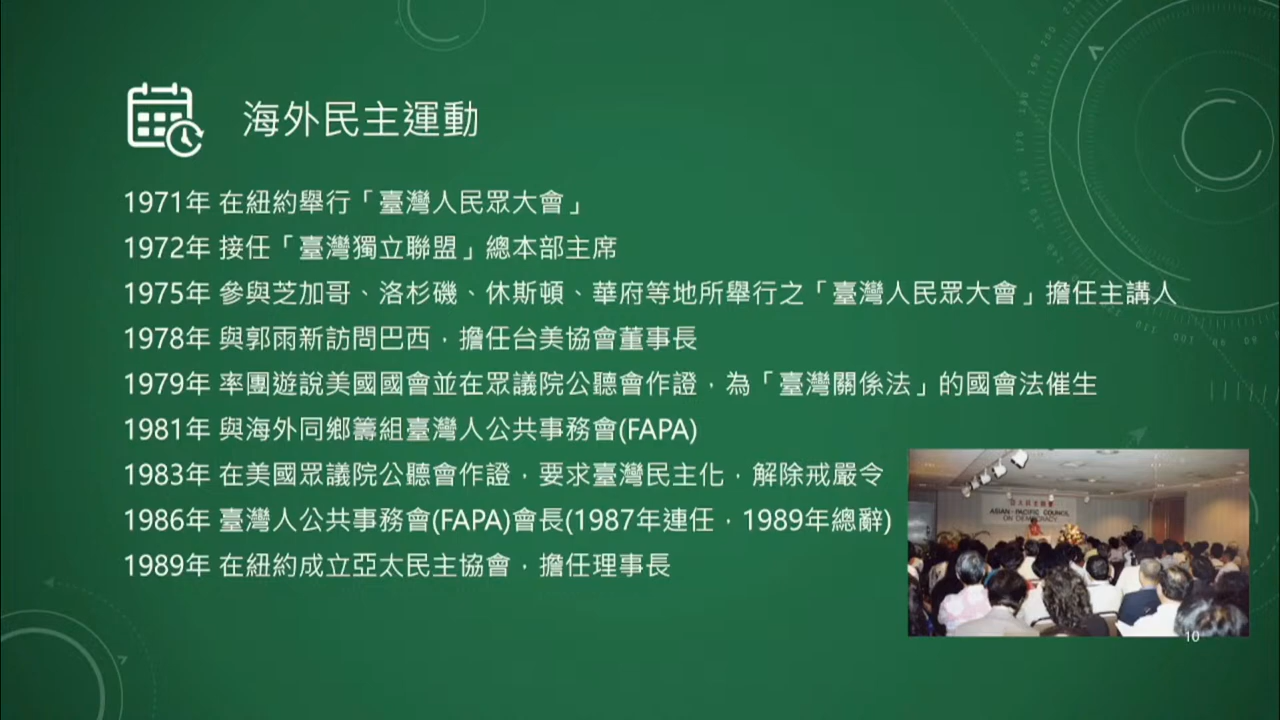 海外民主運動
1971年 在紐約舉行「臺灣人民眾大會」
1972年 接任「臺灣獨立聯盟」總本部主席
1975年 參與芝加哥、洛杉磯、休斯頓、華府等地所舉行之「臺灣人民眾大會」擔任主講人
1978年 與郭雨新訪問巴西，擔任台美協會董事長
1979年 率團遊說美國國會並在眾議院公聽會作證，為「臺灣關係法」的國會法催生
1981年 與海外同鄉籌組臺灣人公共事務會(FAPA)
1983年 在美國眾議院公聽會作證，要求臺灣民主化，解除戒嚴令
1986年 臺灣人公共事務會(FAPA)會長(1987年連任，1989年總辭)
1989年 在紐約成立亞太民主協會，擔任理事長
ASIAN-PACIFIC COUNCIL
ON DEMOCRACY
10